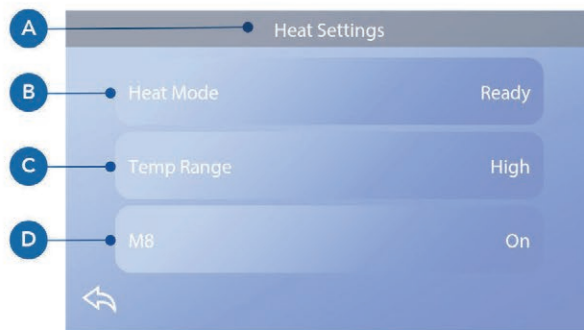 A
Heat Settings
B
Heat Mode Ready
C
Temp Range High
D
M8 On